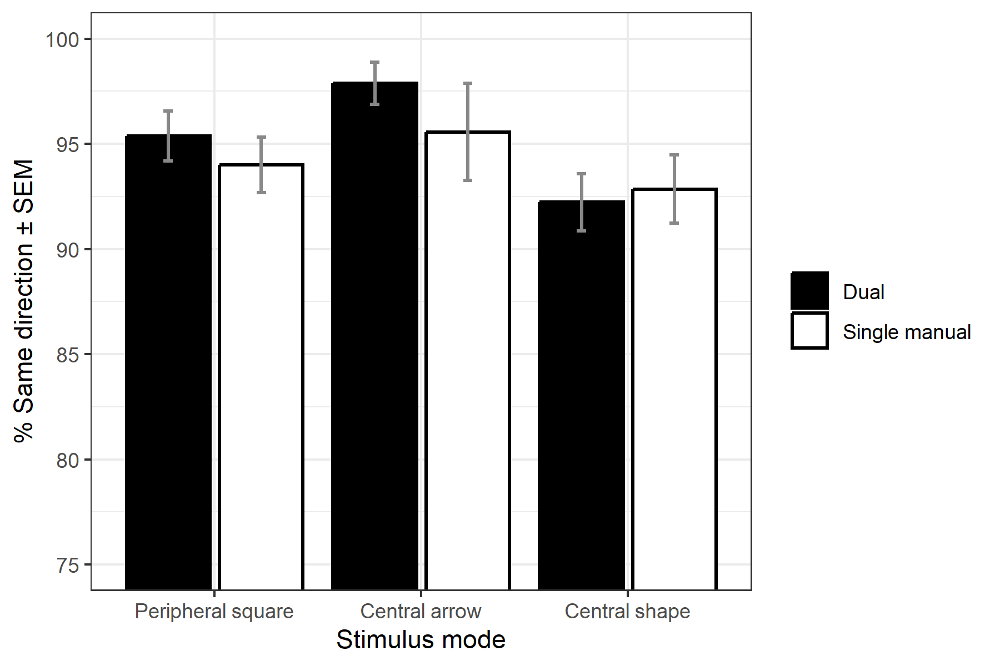 % Same direction ± SEM
100
95
90
85
80
75
Peripheral square
Central arrow
Central shape
Stimulus mode
Dual
Single manual